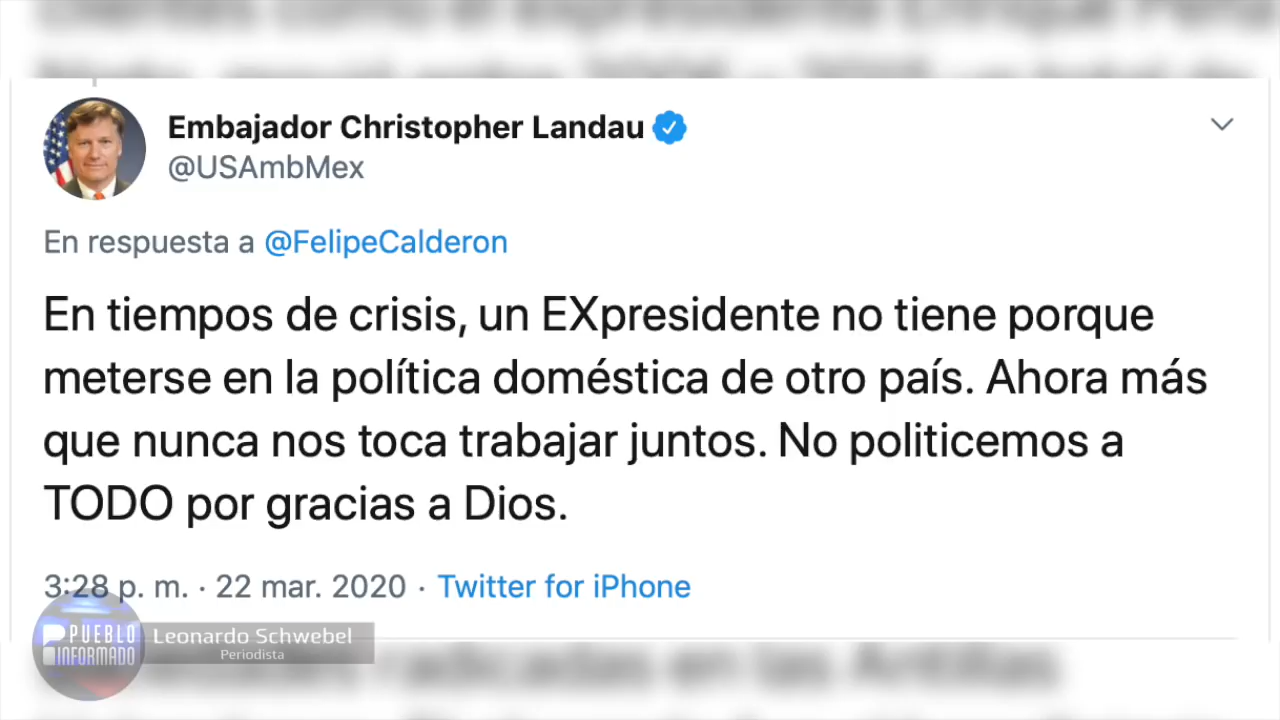 Embajador Christopher Landau
@USAmbMex
En respuesta a @FelipeCalderon
En tiempos de crisis, un EXpresidente no tiene porque
meterse en la política doméstica de otro país. Ahora más
que nunca nos toca trabajar juntos. No politicemos a
TODO por gracias a Dios.
3:28 p. m. · 22 mar. 2020 · Twitter for iPhone
PUEBLO
INFORMADO
Leonardo Schwebel
Periodista